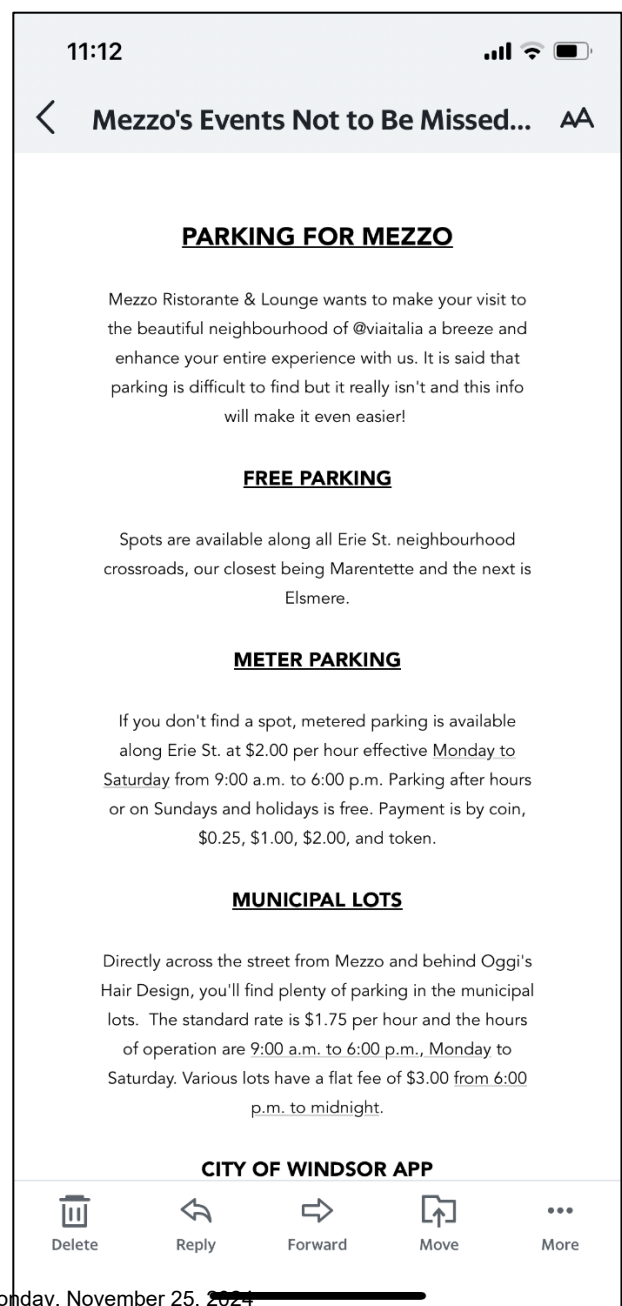 11:12
Mezzo's Events Not to Be Missed...
AA
PARKING FOR MEZZO
Mezzo Ristorante & Lounge wants to make your visit to
the beautiful neighbourhood of @viaitalia a breeze and
enhance your entire experience with us. It is said that
parking is difficult to find but it really isn't and this info
will make it even easier!
FREE PARKING
Spots are available along all Erie St. neighbourhood
crossroads, our closest being Marentette and the next is
Elsmere.
METER PARKING
If you don't find a spot, metered parking is available
along Erie St. at $2.00 per hour effective Monday to
Saturday from 9:00 a.m. to 6:00 p.m. Parking after hours
or on Sundays and holidays is free. Payment is by coin,
$0.25, $1.00, $2.00, and token.
MUNICIPAL LOTS
Directly across the street from Mezzo and behind Oggi's
Hair Design, you'll find plenty of parking in the municipal
lots.  The standard rate is $1.75 per hour and the hours
of operation are 9:00 a.m. to 6:00 p.m., Monday to
Saturday. Various lots have a flat fee of $3.00 from 6:00
p.m. to midnight.
CITY OF WINDSOR APP
Delete Reply Forward Move More
onday, November 25, 2024